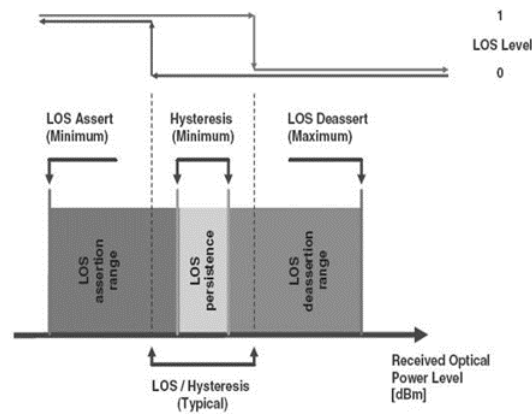 1
LOS Level
0
LOS Assert
(Minimum)
Hysteresis
(Minimum)
LOS Deassert
(Maximum)
LOS
assertion
range
LOS
persistence
LOS
deassertion
range
Received Optical
Power Level
[dBm]
LOS / Hysteresis
(Typical)